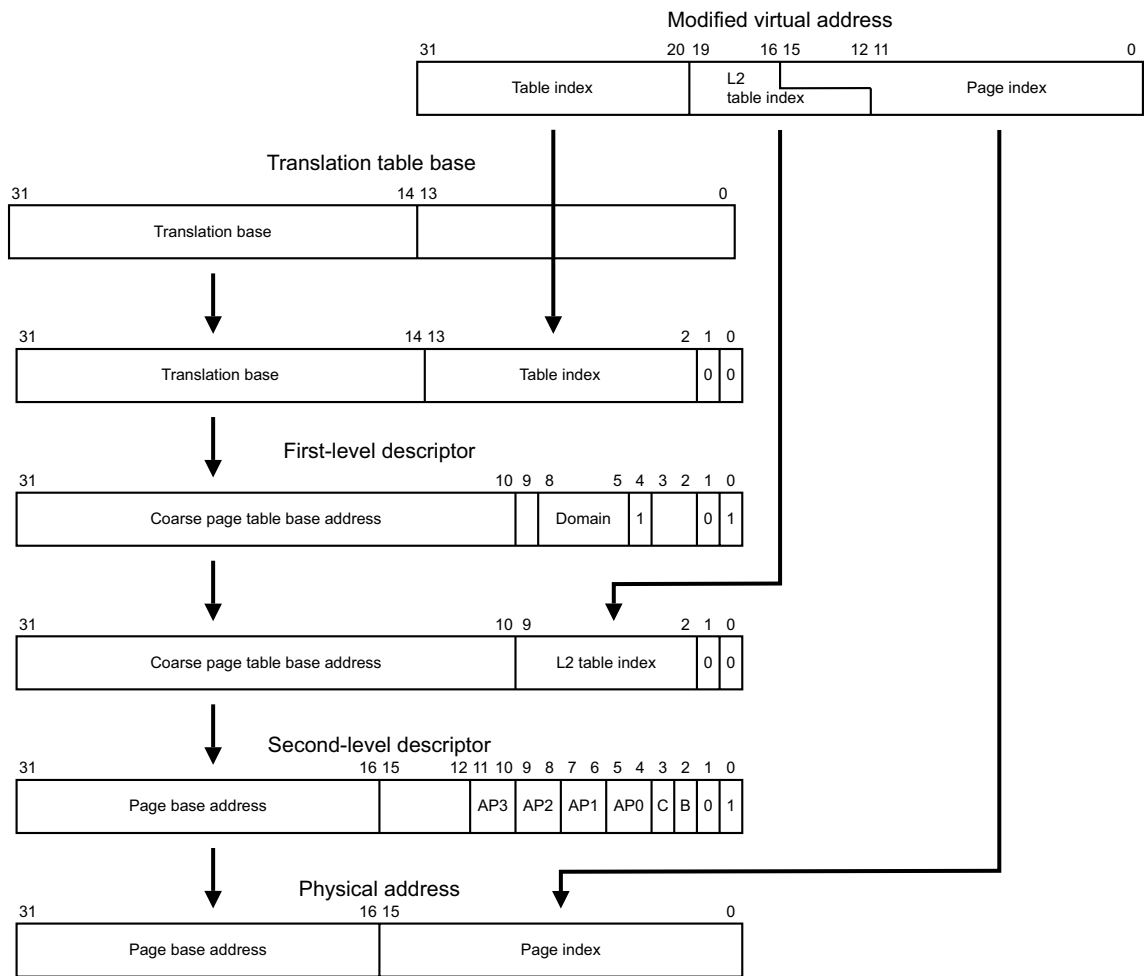 Modified virtual address
31 20 19 16 15 12 11 0
Table index L2 table index Page index
Translation table base
31 14 13 0
Translation base
31 14 13 2 1 0
Translation base Table index 0 0
First-level descriptor
31 10 9 8 5 4 3 2 1 0
Coarse page table base address Domain 1 0 1
31 10 9 2 1 0
Coarse page table base address L2 table index 0 0
Second-level descriptor
31 16 15 12 11 10 9 8 7 6 5 4 3 2 1 0
Page base address AP3 AP2 AP1 AP0 C B 0 1
Physical address
31 16 15 0
Page base address Page index